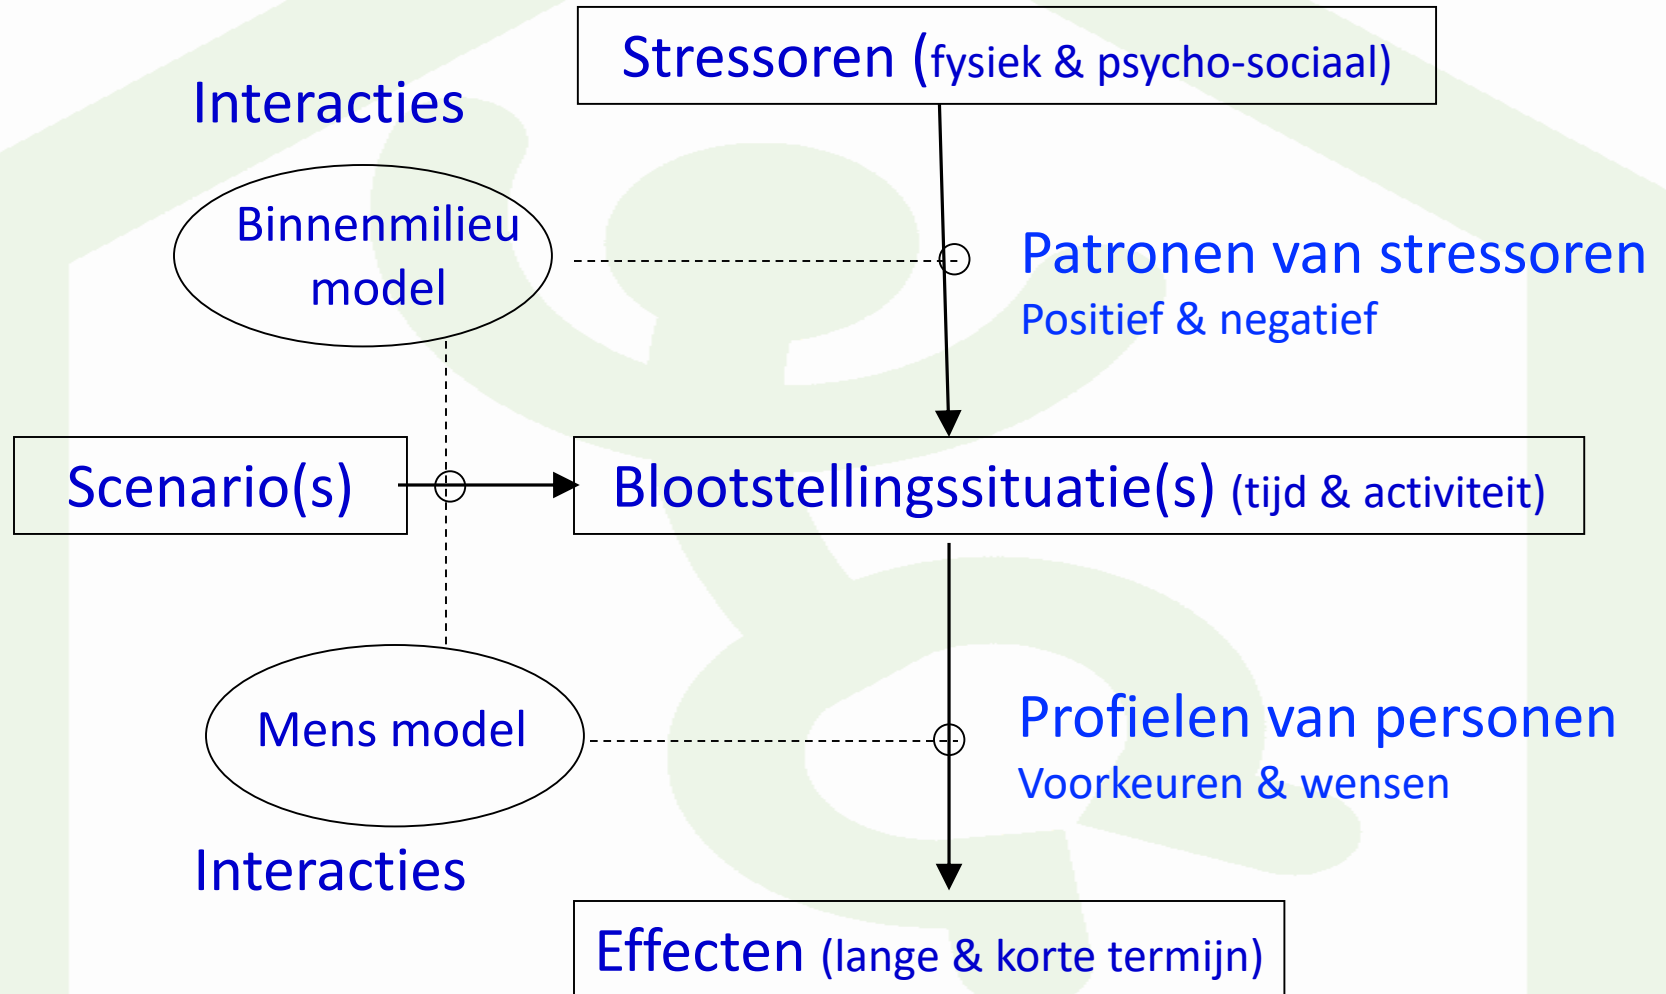 Stressoren (fysiek & psycho-sociaal)
Interacties
Binnenmilieu
model
Patronen van stressoren
Positief & negatief
Scenario(s)
Blootstellingssituatie(s) (tijd & activiteit)
Mens model
Profielen van personen
Voorkeuren & wensen
Interacties
Effecten (lange & korte termijn)